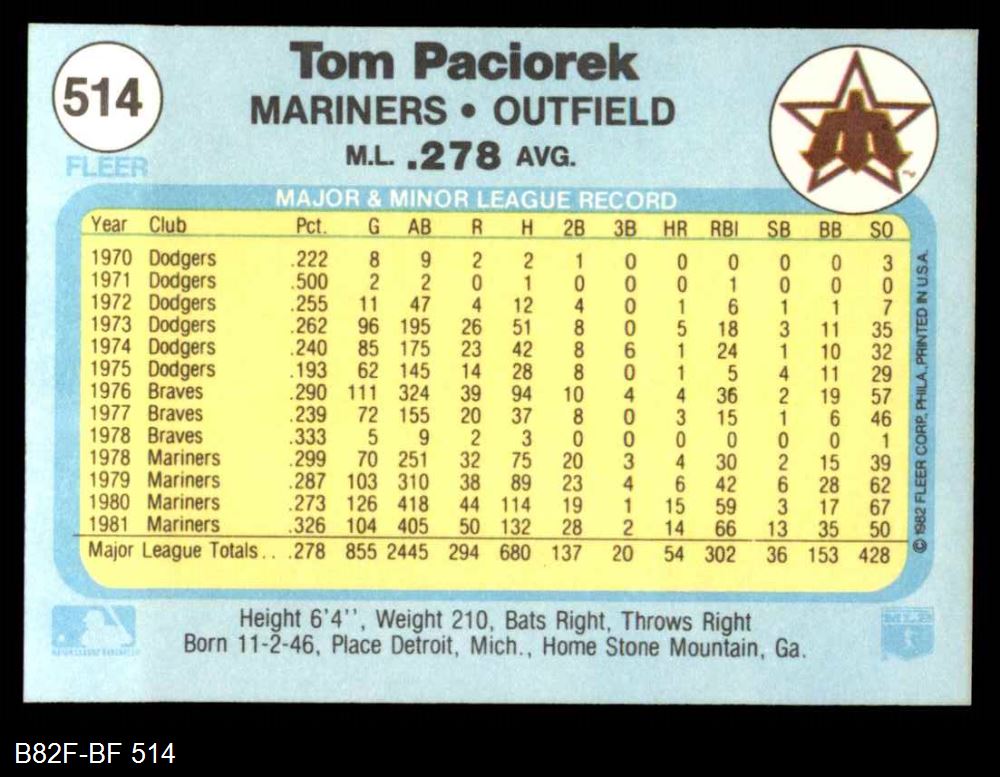 514
FLEER
Tom Paciorek
MARINERS • OUTFIELD
M.L. .278 AVG.
MAJOR & MINOR LEAGUE RECORD
Year Club Pct. G AB R H 2B 3B HR RBI SB BB SO
1970 Dodgers .222 8 9 2 2 1 0 0 0 0 0 3
1971 Dodgers .500 2 2 0 1 0 0 0 1 0 0 0
1972 Dodgers .255 11 47 4 12 4 0 1 6 1 1 7
1973 Dodgers .262 96 195 26 51 8 0 5 18 3 11 35
1974 Dodgers .240 85 175 23 42 8 6 1 24 1 10 32
1975 Dodgers .193 62 145 14 28 8 0 1 5 4 11 29
1976 Braves .290 111 324 39 94 10 4 4 36 2 19 57
1977 Braves .239 72 155 20 37 8 0 3 15 1 6 46
1978 Braves .333 5 9 2 3 0 0 0 0 0 0 1
1978 Mariners .299 70 251 32 75 20 3 4 30 2 15 39
1979 Mariners .287 103 310 38 89 23 4 6 42 6 28 62
1980 Mariners .273 126 418 44 114 19 1 15 59 3 17 67
1981 Mariners .326 104 405 50 132 28 2 14 66 13 35 50
Major League Totals . . .278 855 2445 294 680 137 20 54 302 36 153 428
© 1982 FLEER CORP., PHILA., PRINTED IN U.S.A.
Height 6'4'', Weight 210, Bats Right, Throws Right
Born 11-2-46, Place Detroit, Mich., Home Stone Mountain, Ga.
B82F-BF 514